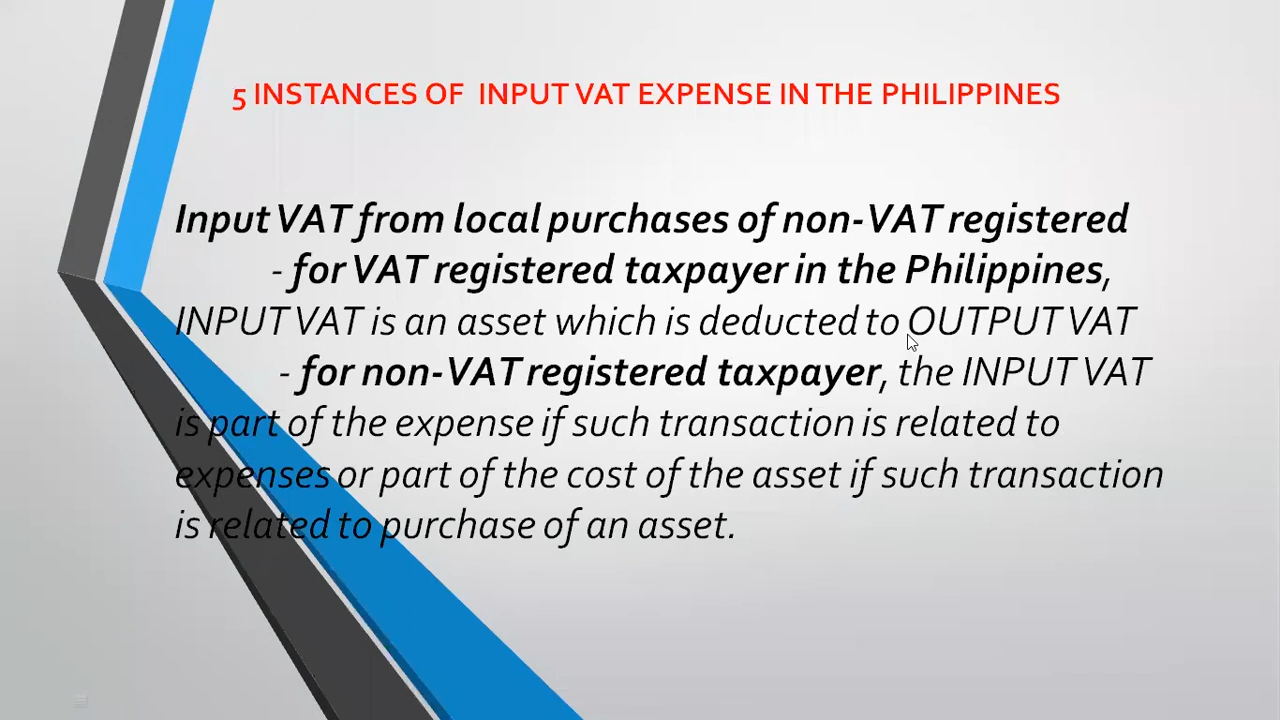 5 INSTANCES OF INPUT VAT EXPENSE IN THE PHILIPPINES
Input VAT from local purchases of non-VAT registered
- for VAT registered taxpayer in the Philippines,
INPUT VAT is an asset which is deducted to OUTPUT VAT
- for non-VAT registered taxpayer, the INPUT VAT
is part of the expense if such transaction is related to
expenses or part of the cost of the asset if such transaction
is related to purchase of an asset.